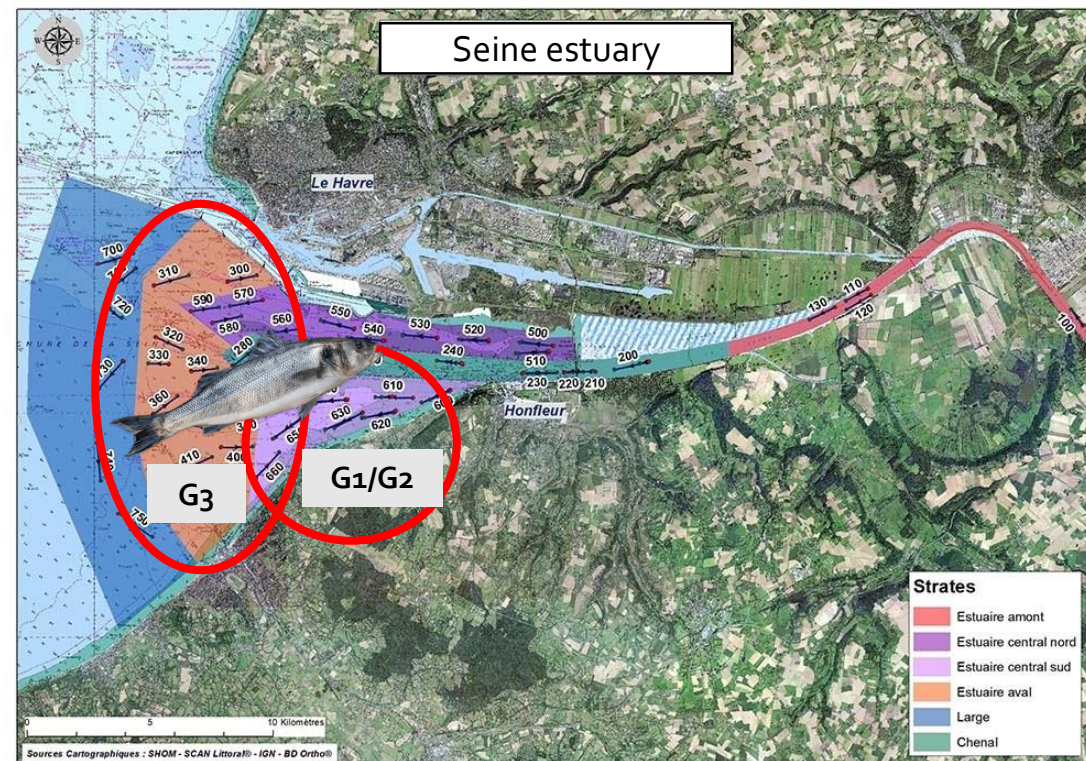 Seine estuary
N
W
E
S
Le Havre
700
720
310
300
590
570
580
560
550
540
530
520
500
130
110
120
100
320
330
340
280
240
510
200
730
360
610
600
230
220
210
Honfleur
630
620
650
410
400
660
750
G3
G1/G2
Strates
Estuaire amont
Estuaire central nord
Estuaire central sud
Estuaire aval
Large
Chenal
0 5 10 Kilomètres
Sources Cartographiques : SHOM - SCAN Littoral® - IGN - BD Ortho®